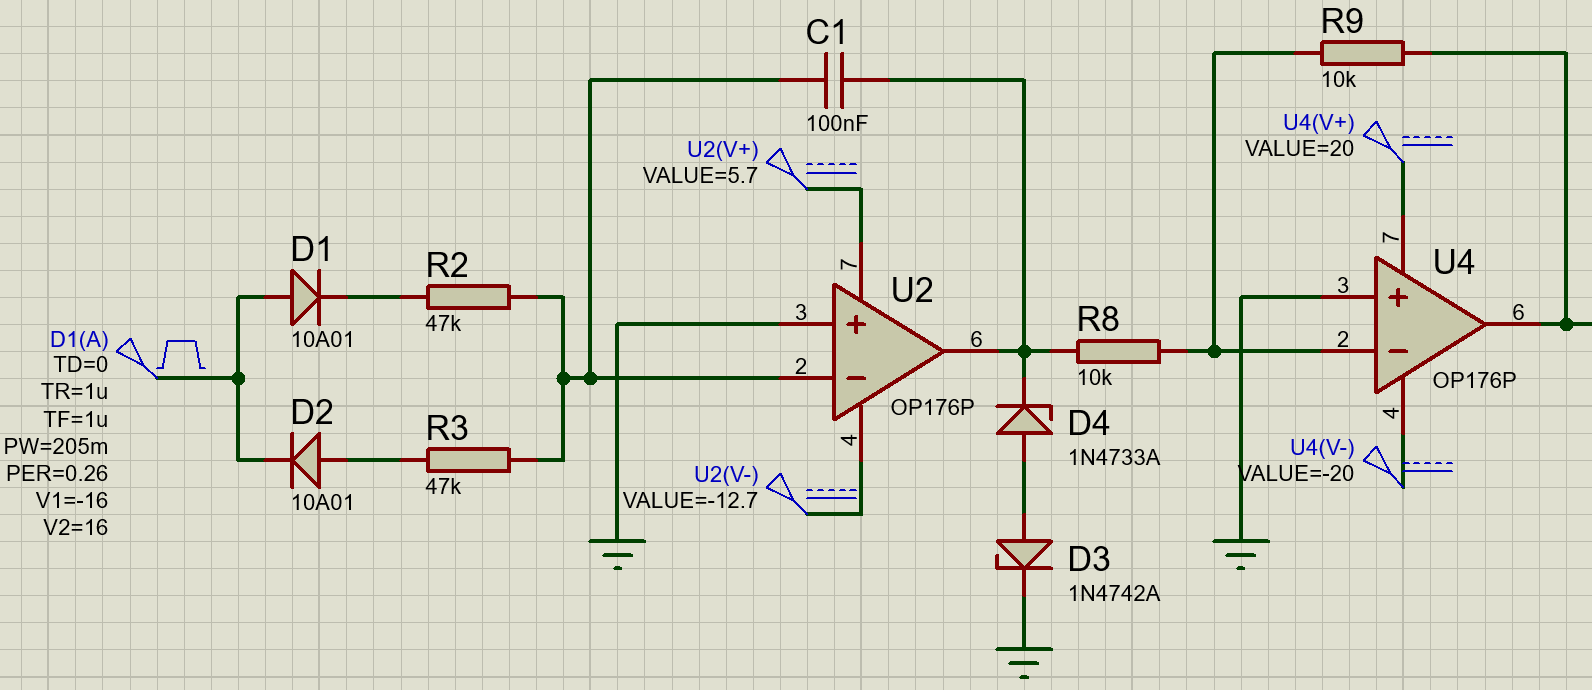 C1
100nF
R9
10k
U2(V+)
VALUE=5.7
U4(V+)
VALUE=20
D1
10A01
R2
47k
7
U2
3
+
2
−
6
4
OP176P
R8
10k
7
U4
3
+
2
−
6
4
OP176P
D1(A)
TD=0
TR=1u
TF=1u
PW=205m
PER=0.26
V1=-16
V2=16
D2
10A01
R3
47k
U2(V-)
VALUE=-12.7
D4
1N4733A
U4(V-)
VALUE=-20
D3
1N4742A